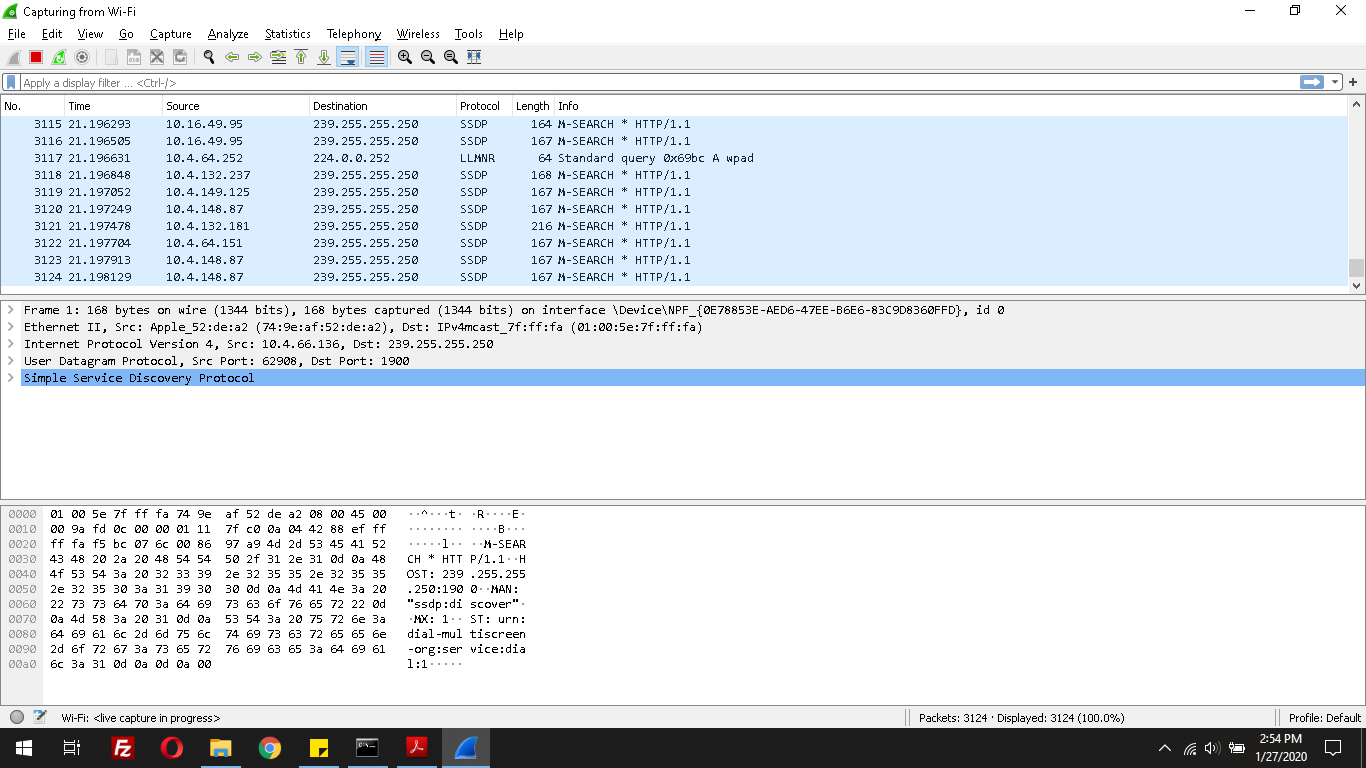 Capturing from Wi-Fi
File Edit View Go Capture Analyze Statistics Telephony Wireless Tools Help
Apply a display filter ... <Ctrl-/>
No. Time Source Destination Protocol Length Info
3115 21.196293 10.16.49.95 239.255.255.250 SSDP 164 M-SEARCH * HTTP/1.1
3116 21.196505 10.16.49.95 239.255.255.250 SSDP 167 M-SEARCH * HTTP/1.1
3117 21.196631 10.4.64.252 224.0.0.252 LLMNR 64 Standard query 0x69bc A wpad
3118 21.196848 10.4.132.237 239.255.255.250 SSDP 168 M-SEARCH * HTTP/1.1
3119 21.197052 10.4.149.125 239.255.255.250 SSDP 167 M-SEARCH * HTTP/1.1
3120 21.197249 10.4.148.87 239.255.255.250 SSDP 167 M-SEARCH * HTTP/1.1
3121 21.197478 10.4.132.181 239.255.255.250 SSDP 216 M-SEARCH * HTTP/1.1
3122 21.197704 10.4.64.151 239.255.255.250 SSDP 167 M-SEARCH * HTTP/1.1
3123 21.197913 10.4.148.87 239.255.255.250 SSDP 167 M-SEARCH * HTTP/1.1
3124 21.198129 10.4.148.87 239.255.255.250 SSDP 167 M-SEARCH * HTTP/1.1
Frame 1: 168 bytes on wire (1344 bits), 168 bytes captured (1344 bits) on interface \Device\NPF_{0E78853E-AED6-47EE-B6E6-83C9D8360FFD}, id 0
Ethernet II, Src: Apple_52:de:a2 (74:9e:af:52:de:a2), Dst: IPv4mcast_7f:ff:fa (01:00:5e:7f:ff:fa)
Internet Protocol Version 4, Src: 10.4.66.136, Dst: 239.255.255.250
User Datagram Protocol, Src Port: 62908, Dst Port: 1900
Simple Service Discovery Protocol
0000 01 00 5e 7f ff fa 74 9e af 52 de a2 08 00 45 00 ··^···t· ·R····E·
0010 00 9a fd 0c 00 00 01 11 7f c0 0a 04 42 88 ef ff ········ ····B···
0020 ff fa f5 bc 07 6c 00 86 97 a9 4d 2d 53 45 41 52 ·····l·· ··M-SEAR
0030 43 48 20 2a 20 48 54 54 50 2f 31 2e 31 0d 0a 48 CH * HTT P/1.1··H
0040 4f 53 54 3a 20 32 33 39 2e 32 35 35 2e 32 35 35 OST: 239 .255.255
0050 2e 32 35 30 3a 31 39 30 30 0d 0a 4d 41 4e 3a 20 .250:190 0··MAN:
0060 22 73 73 64 70 3a 64 69 73 63 6f 76 65 72 22 0d "ssdp:di scover"·
0070 0a 4d 58 3a 20 31 0d 0a 53 54 3a 20 75 72 6e 3a ·MX: 1·· ST: urn:
0080 64 69 61 6c 2d 6d 75 6c 74 69 73 63 72 65 65 6e dial-mul tiscreen
0090 2d 6f 72 67 3a 73 65 72 76 69 63 65 3a 64 69 61 -org:ser vice:dia
00a0 6c 3a 31 0d 0a 0d 0a 00 l:1·····
Wi-Fi: <live capture in progress> Packets: 3124 · Displayed: 3124 (100.0%) Profile: Default
2:54 PM
1/27/2020